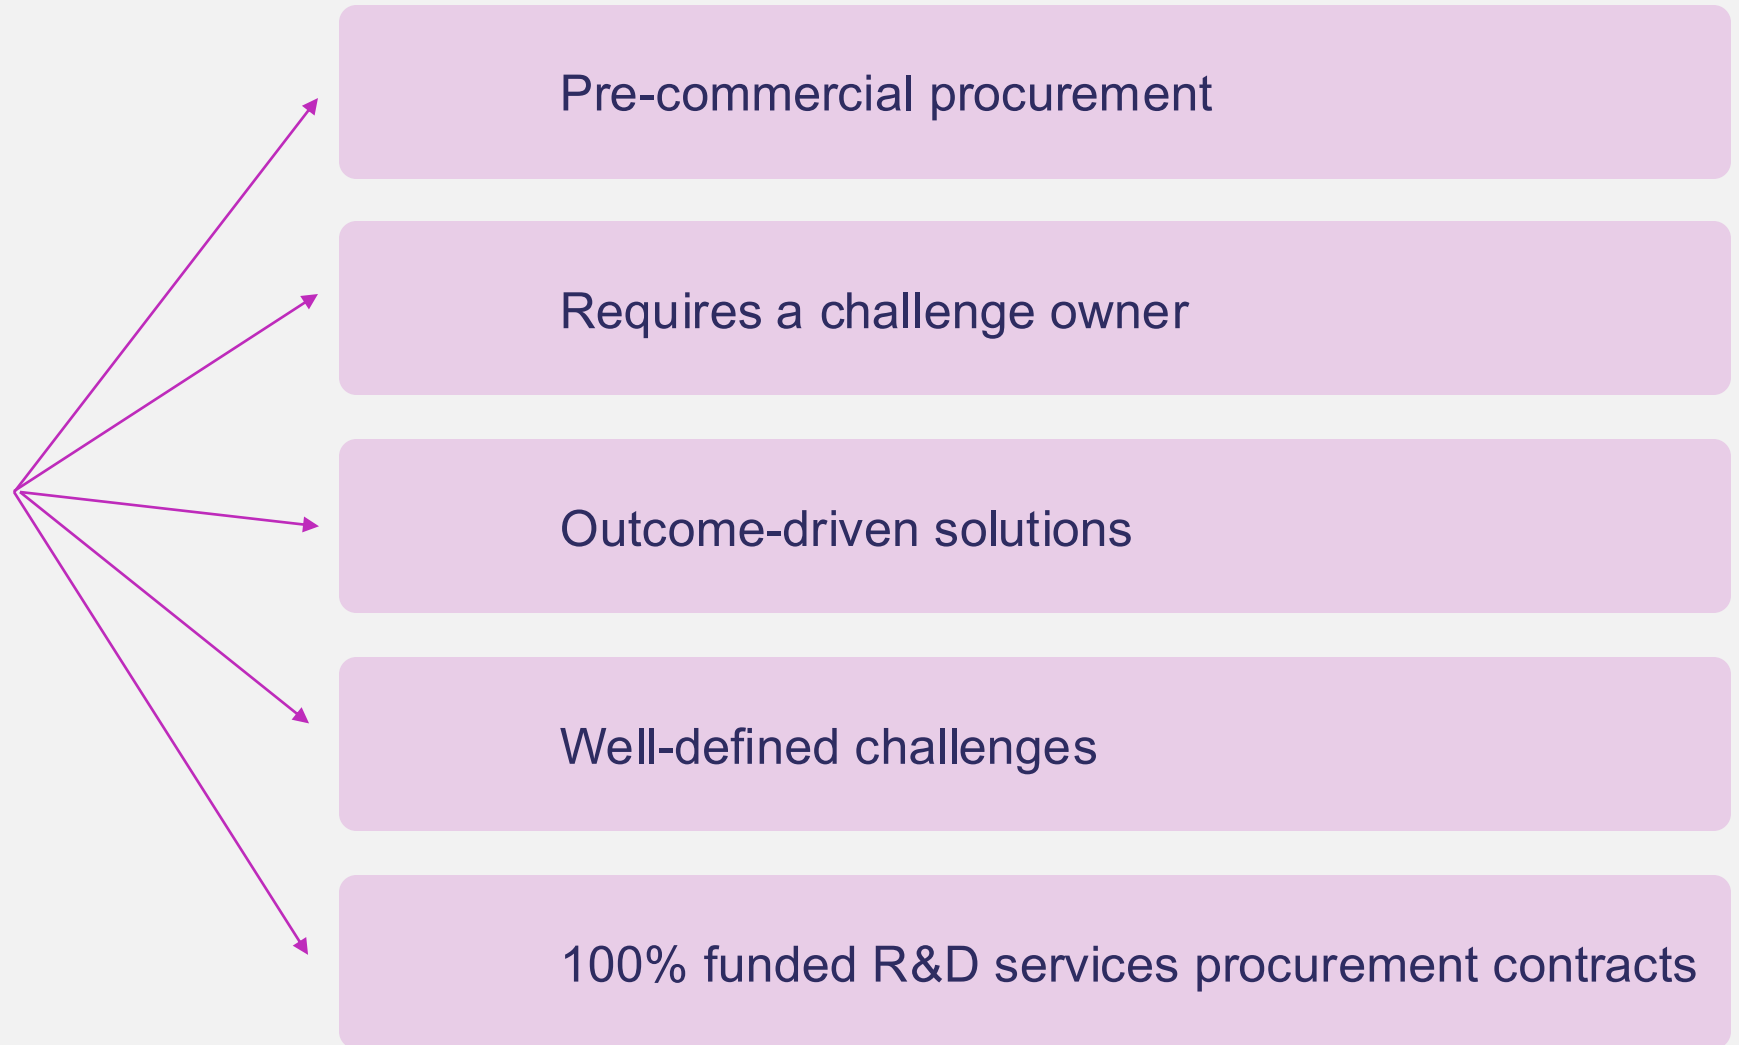 Pre-commercial procurement
Requires a challenge owner
Outcome-driven solutions
Well-defined challenges
100% funded R&D services procurement contracts